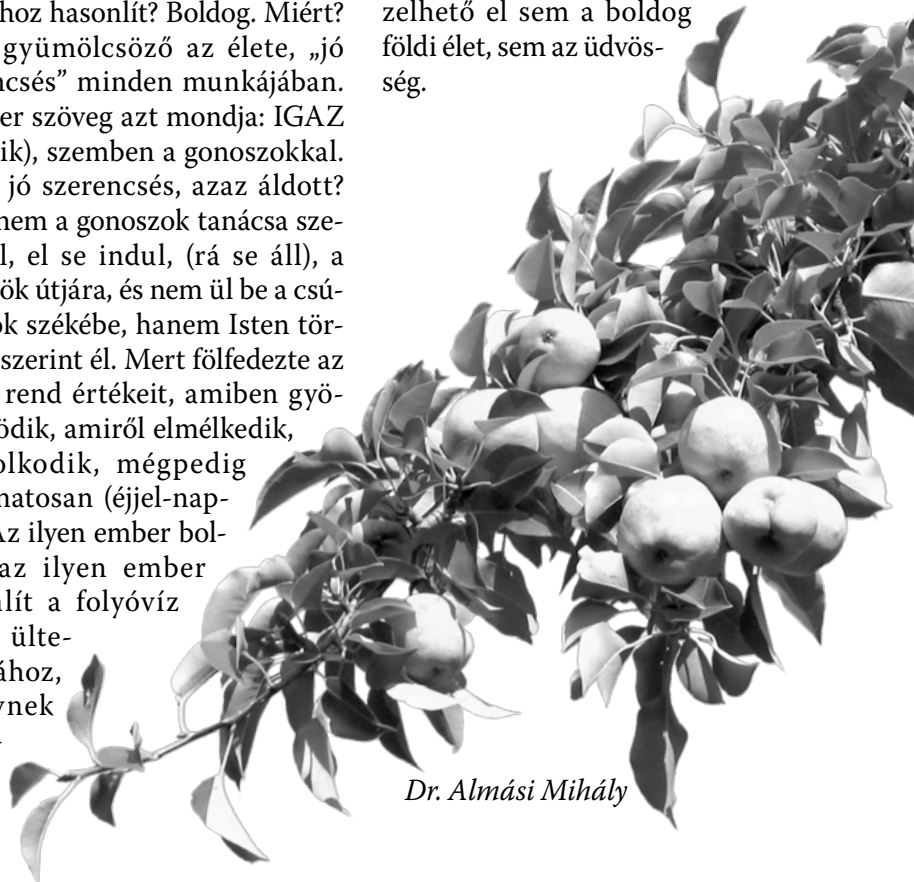 hoz hasonlít? Boldog. Miért?
gyümölcsöző az élete, „jó
ncsés” minden munkájában.
er szöveg azt mondja: IGAZ
ik), szemben a gonoszokkal.
jó szerencsés, azaz áldott?
nem a gonoszok tanácsa sze-
l, el se indul, (rá se áll), a
ök útjára, és nem ül be a csú-
ok székébe, hanem Isten tör-
szerint él. Mert fölfedezte az
rend értékeit, amiben gyö-
ödik, amiről elmélkedik,
olkodik, mégpedig
matosan (éjjel-nap-
Az ilyen ember bol-
az ilyen ember
lít a folyóvíz
ülte-
ához,
ynek
zelhető el sem a boldog
földi élet, sem az üdvös-
ség.
Dr. Almási Mihály